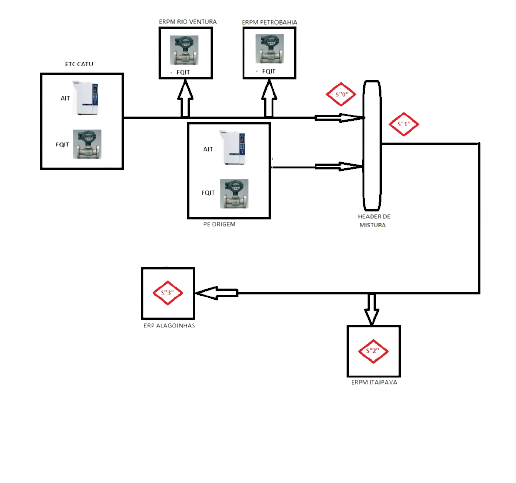 ERPM RIO VENTURA
ERPM PETROBAHIA
FQIT
FQIT
ETC CATU
AIT
FQIT
S"0"
S"1"
AIT
FQIT
PE ORIGEM
HEADER DE
MISTURA
S"3"
ERP ALAGOINHAS
S"2"
ERPM ITAIPAVA